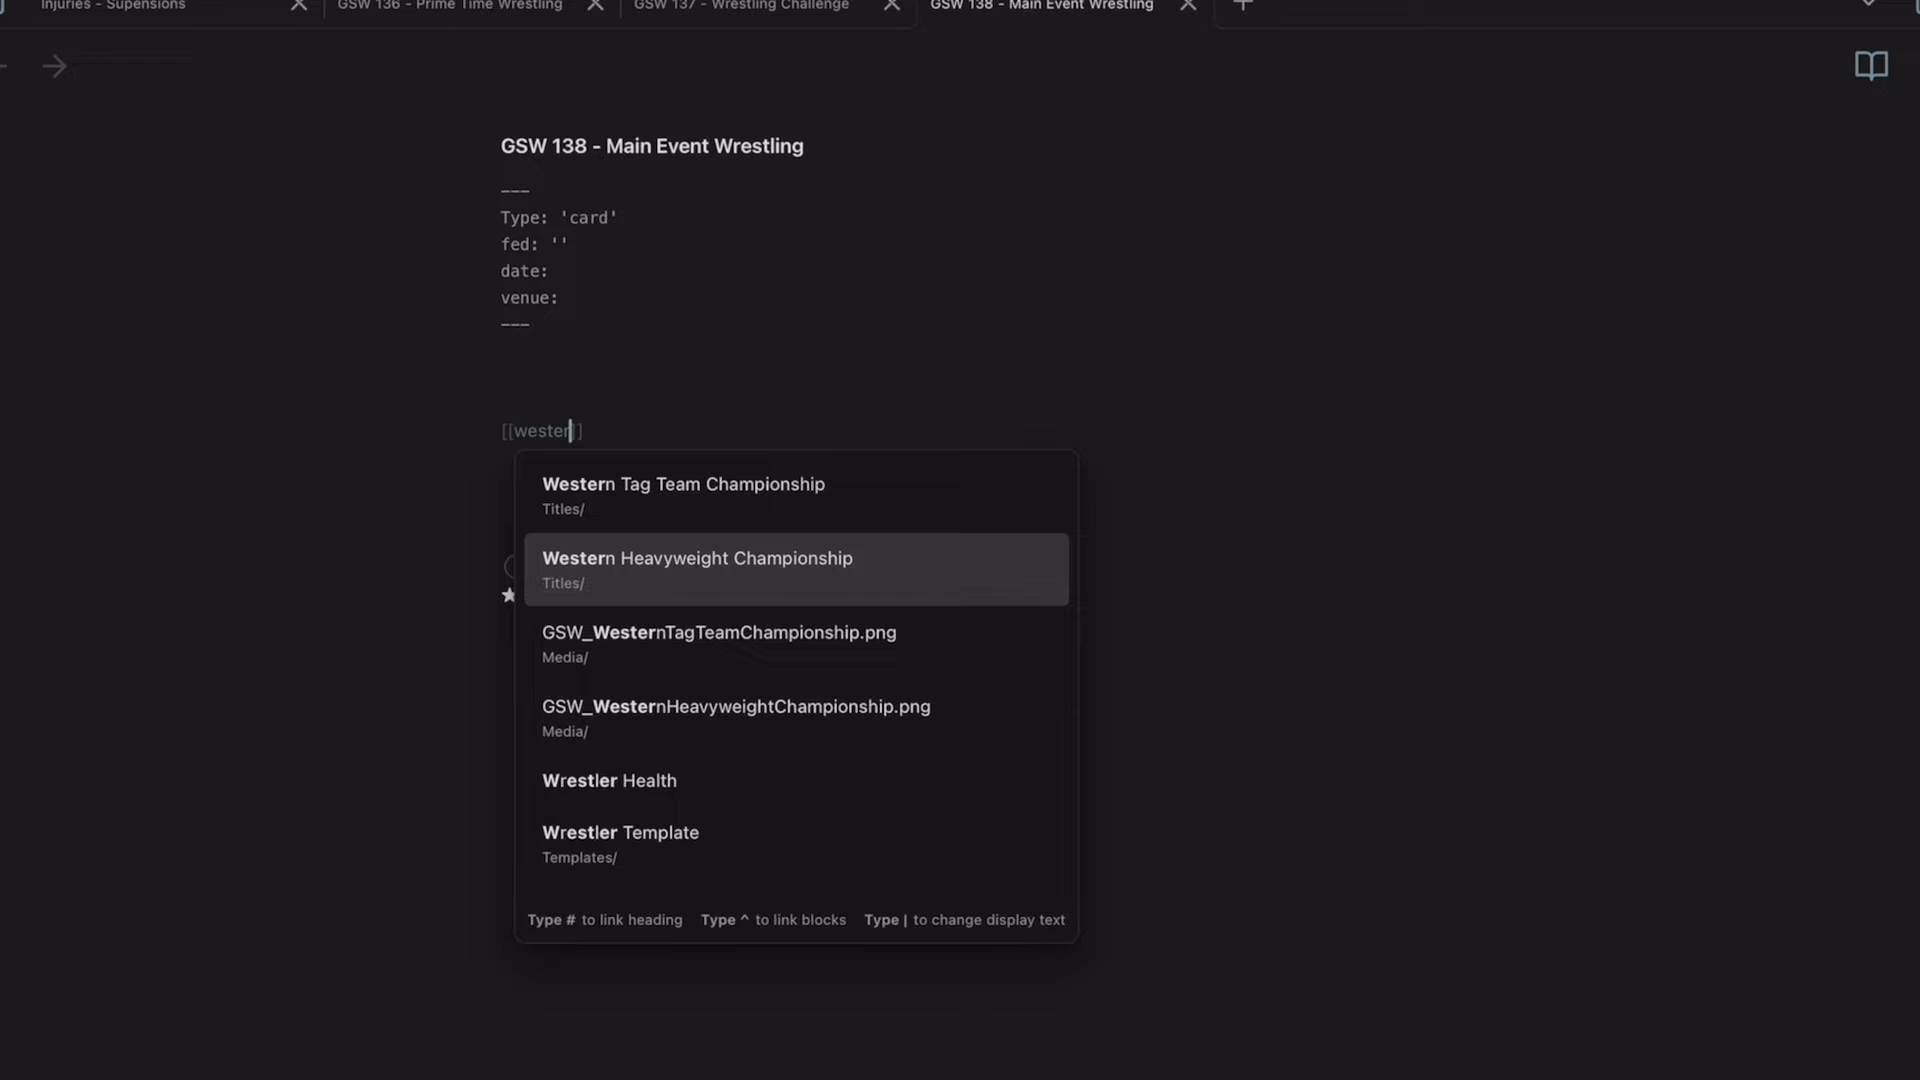 Injuries - Supensions
GSW 136 - Prime Time Wrestling
GSW 137 - Wrestling Challenge
GSW 138 - Main Event Wrestling
GSW 138 - Main Event Wrestling
---
Type: 'card'
fed: ''
date:
venue:
---
[[wester]]
Western Tag Team Championship
Titles/
Western Heavyweight Championship
Titles/
GSW_WesternTagTeamChampionship.png
Media/
GSW_WesternHeavyweightChampionship.png
Media/
Wrestler Health
Wrestler Template
Templates/
Type # to link heading Type ^ to link blocks Type | to change display text